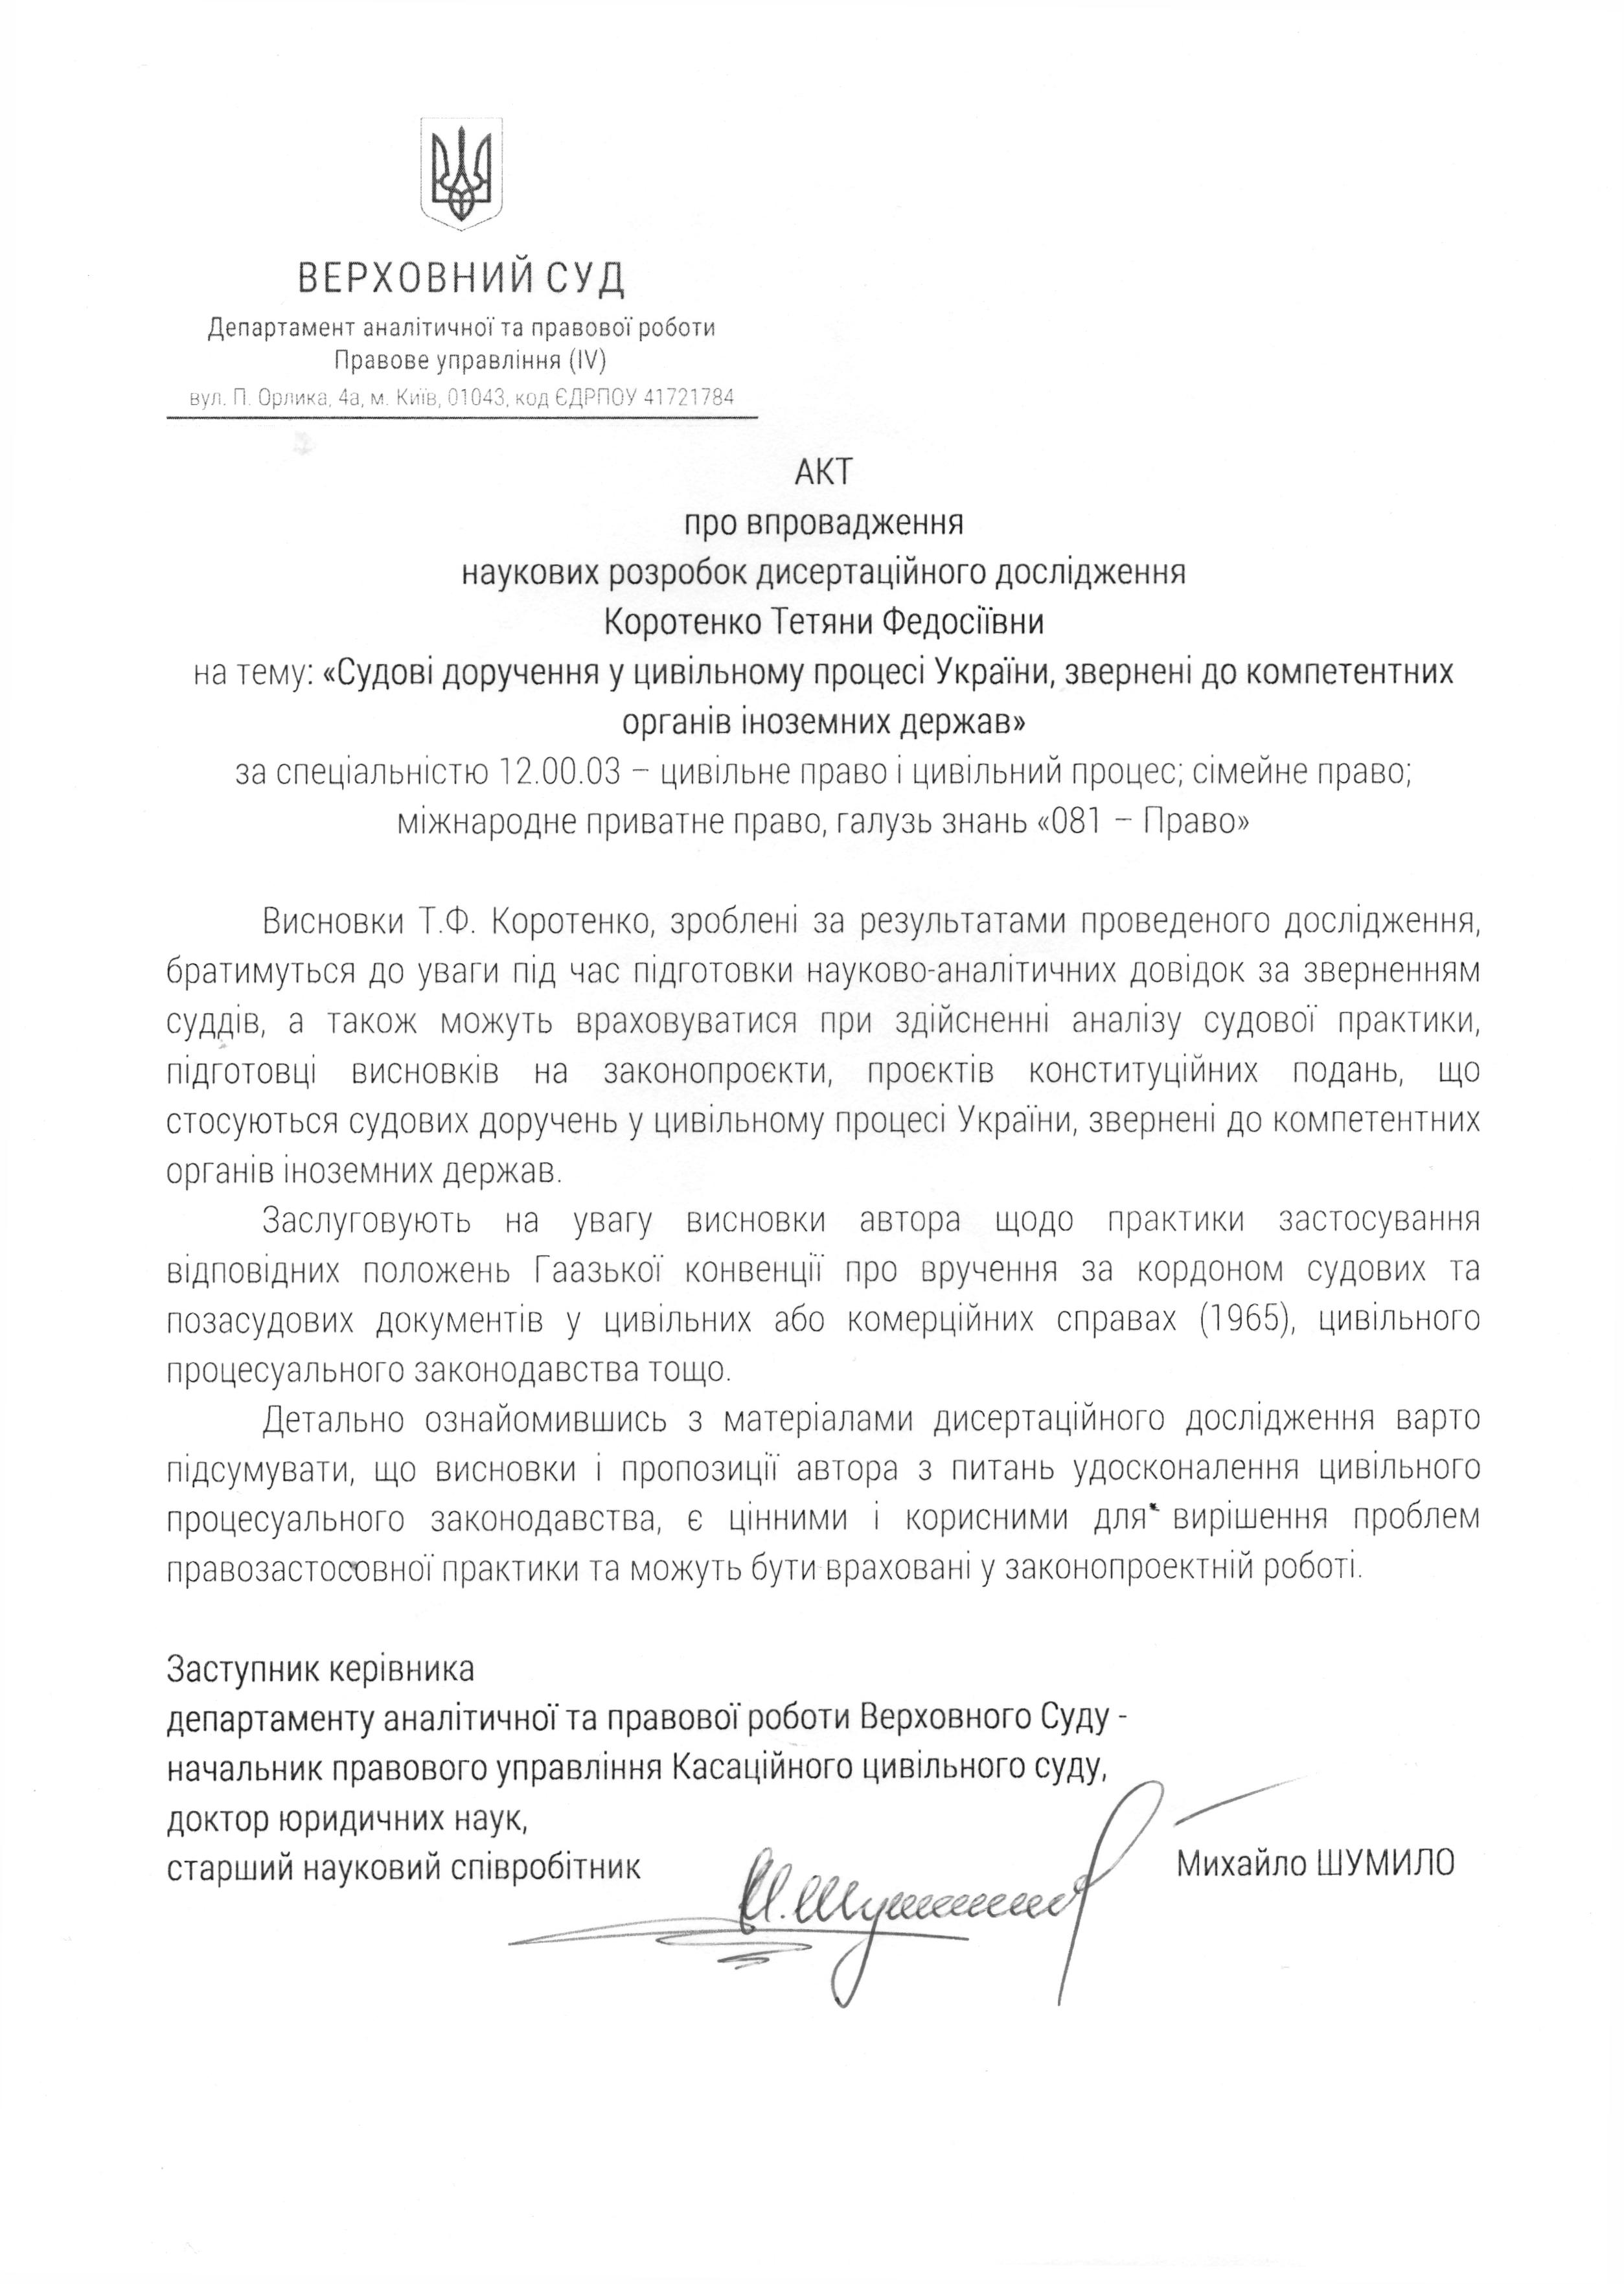 ВЕРХОВНИЙ СУД
Департамент аналітичної та правової роботи
Правове управління (IV)
вул. П. Орлика, 4а, м. Київ, 01043, код ЄДРПОУ 41721784
АКТ
про впровадження
наукових розробок дисертаційного дослідження
Коротенко Тетяни Федосіївни
на тему: «Судові доручення у цивільному процесі України, звернені до компетентних
органів іноземних держав»
за спеціальністю 12.00.03 – цивільне право і цивільний процес; сімейне право;
міжнародне приватне право, галузь знань «081 – Право»
Висновки Т.Ф. Коротенко, зроблені за результатами проведеного дослідження,
братимуться до уваги під час підготовки науково-аналітичних довідок за зверненням
суддів, а також можуть враховуватися при здійсненні аналізу судової практики,
підготовці висновків на законопроєкти, проєктів конституційних подань, що
стосуються судових доручень у цивільному процесі України, звернені до компетентних
органів іноземних держав.
Заслуговують на увагу висновки автора щодо практики застосування
відповідних положень Гаазької конвенції про вручення за кордоном судових та
позасудових документів у цивільних або комерційних справах (1965), цивільного
процесуального законодавства тощо.
Детально ознайомившись з матеріалами дисертаційного дослідження варто
підсумувати, що висновки і пропозиції автора з питань удосконалення цивільного
процесуального законодавства, є цінними і корисними для вирішення проблем
правозастосовної практики та можуть бути враховані у законопроектній роботі.
Заступник керівника
департаменту аналітичної та правової роботи Верховного Суду -
начальник правового управління Касаційного цивільного суду,
доктор юридичних наук,
старший науковий співробітник
Михайло ШУМИЛО